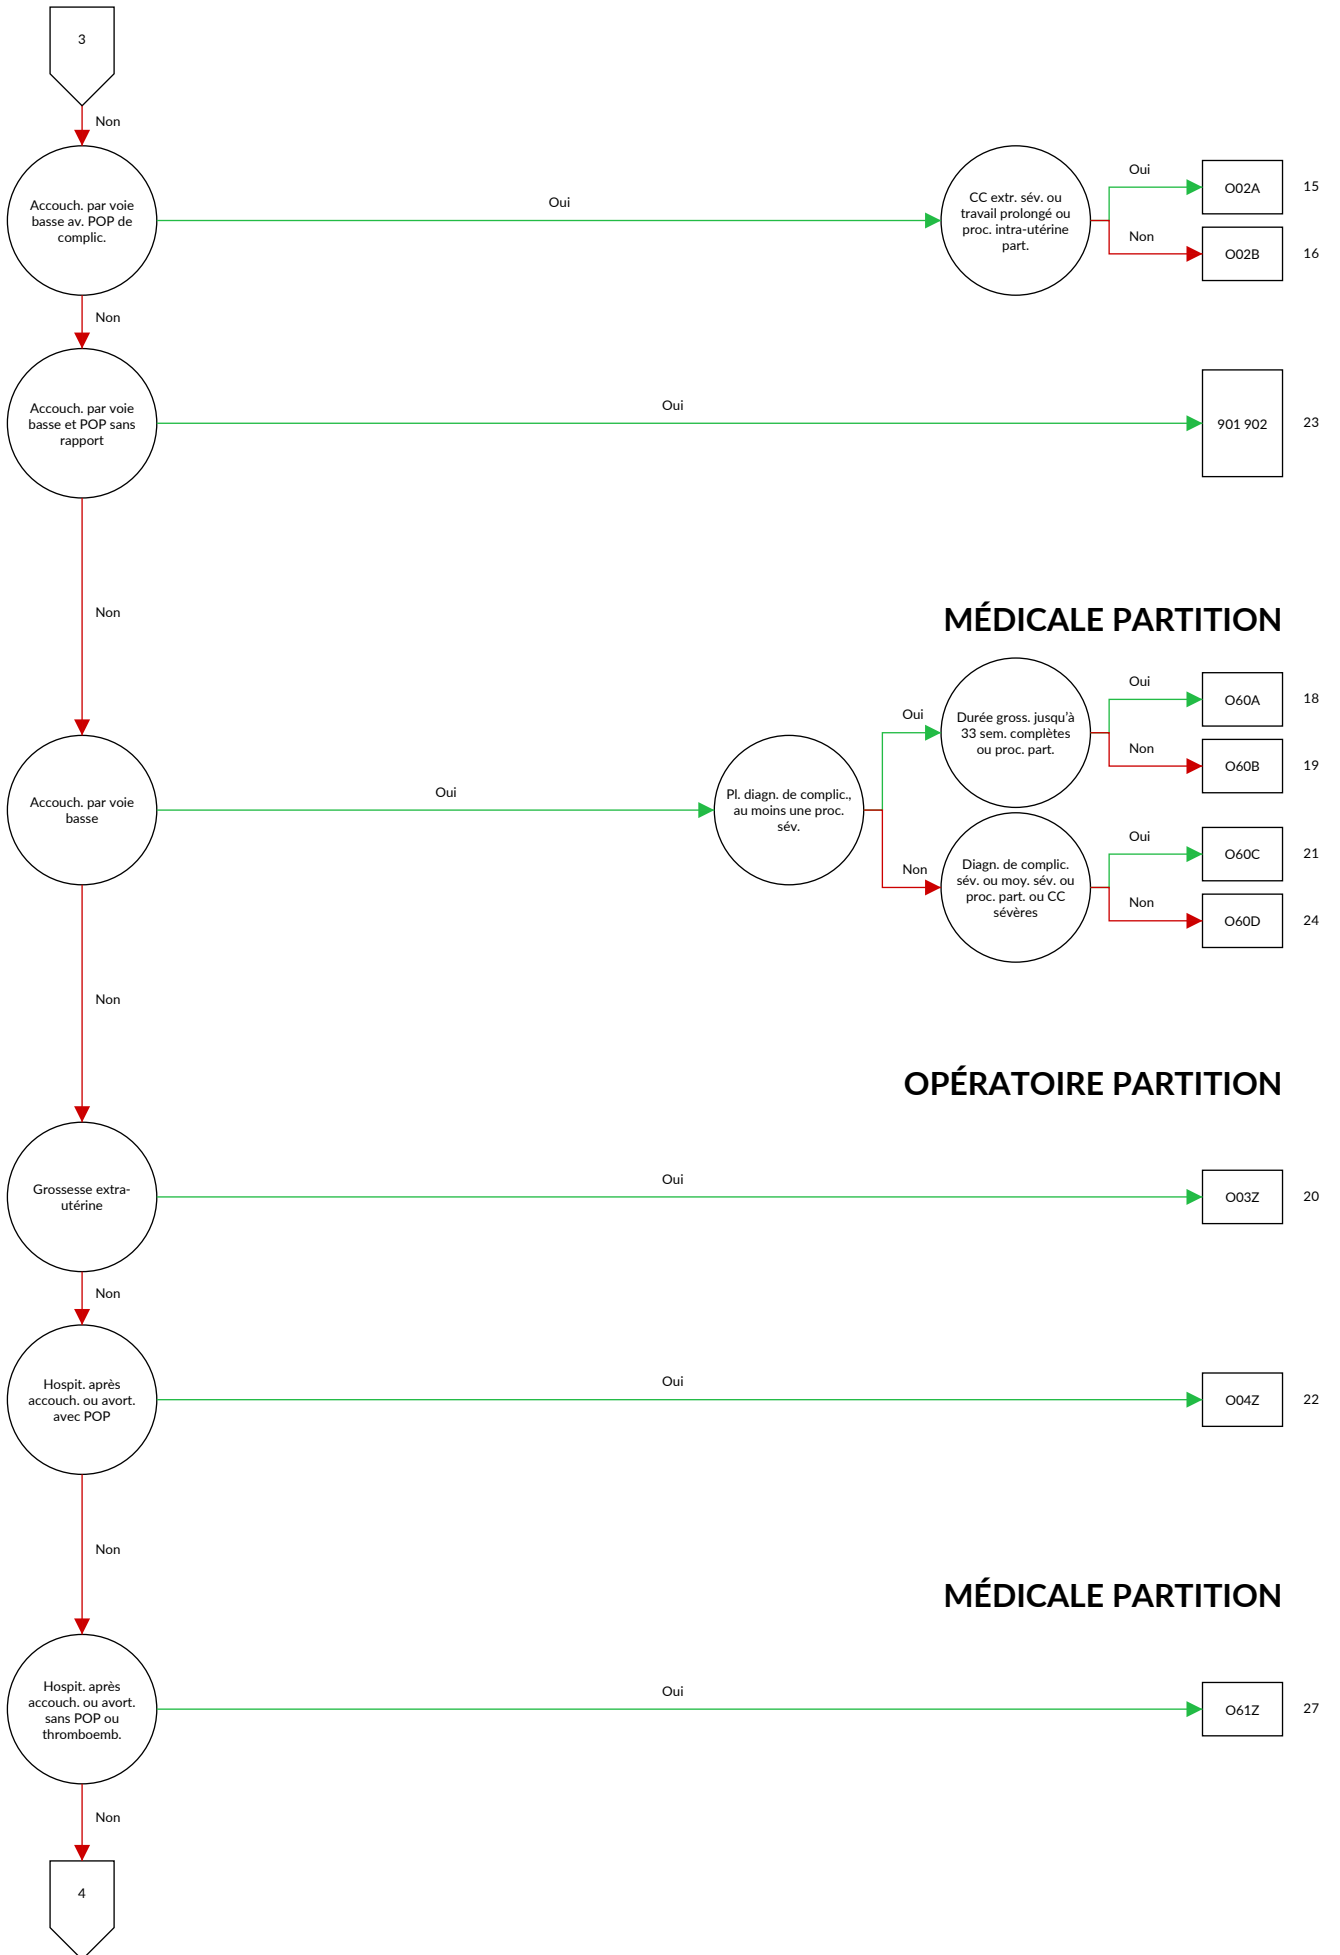 3
Non
Accouch. par voie
basse av. POP de
complic.
Oui
CC extr. sév. ou
travail prolongé ou
proc. intra-utérine
part.
Oui
O02A
15
Non
O02B
16
Non
Accouch. par voie
basse et POP sans
rapport
Oui
901 902
23
Non
MÉDICALE PARTITION
Accouch. par voie
basse
Oui
Pl. diagn. de complic.,
au moins une proc.
sév.
Oui
Durée gross. jusqu'à
33 sem. complètes
ou proc. part.
Oui
O60A
18
Non
O60B
19
Non
Diagn. de complic.
sév. ou moy. sév. ou
proc. part. ou CC
sévères
Oui
O60C
21
Non
O60D
24
Non
OPÉRATOIRE PARTITION
Grossesse extra-
utérine
Oui
O03Z
20
Non
Hospit. après
accouch. ou avort.
avec POP
Oui
O04Z
22
Non
MÉDICALE PARTITION
Hospit. après
accouch. ou avort.
sans POP ou
thromboemb.
Oui
O61Z
27
Non
4